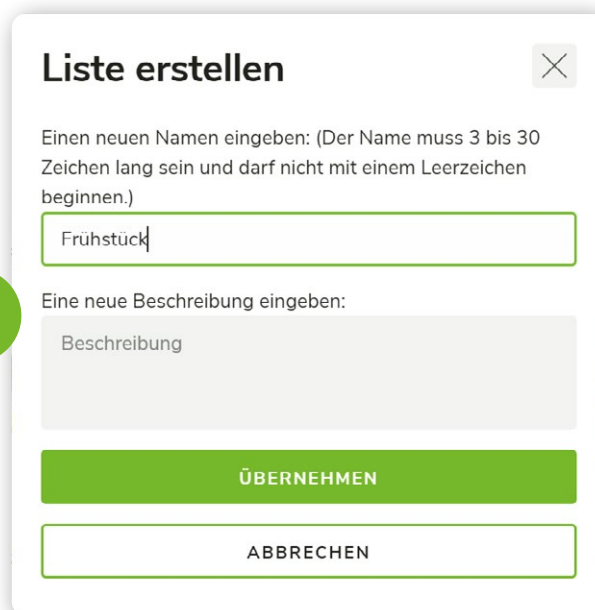 Liste erstellen
Einen neuen Namen eingeben: (Der Name muss 3 bis 30
Zeichen lang sein und darf nicht mit einem Leerzeichen
beginnen.)
Frühstück
Eine neue Beschreibung eingeben:
Beschreibung
ÜBERNEHMEN
ABBRECHEN